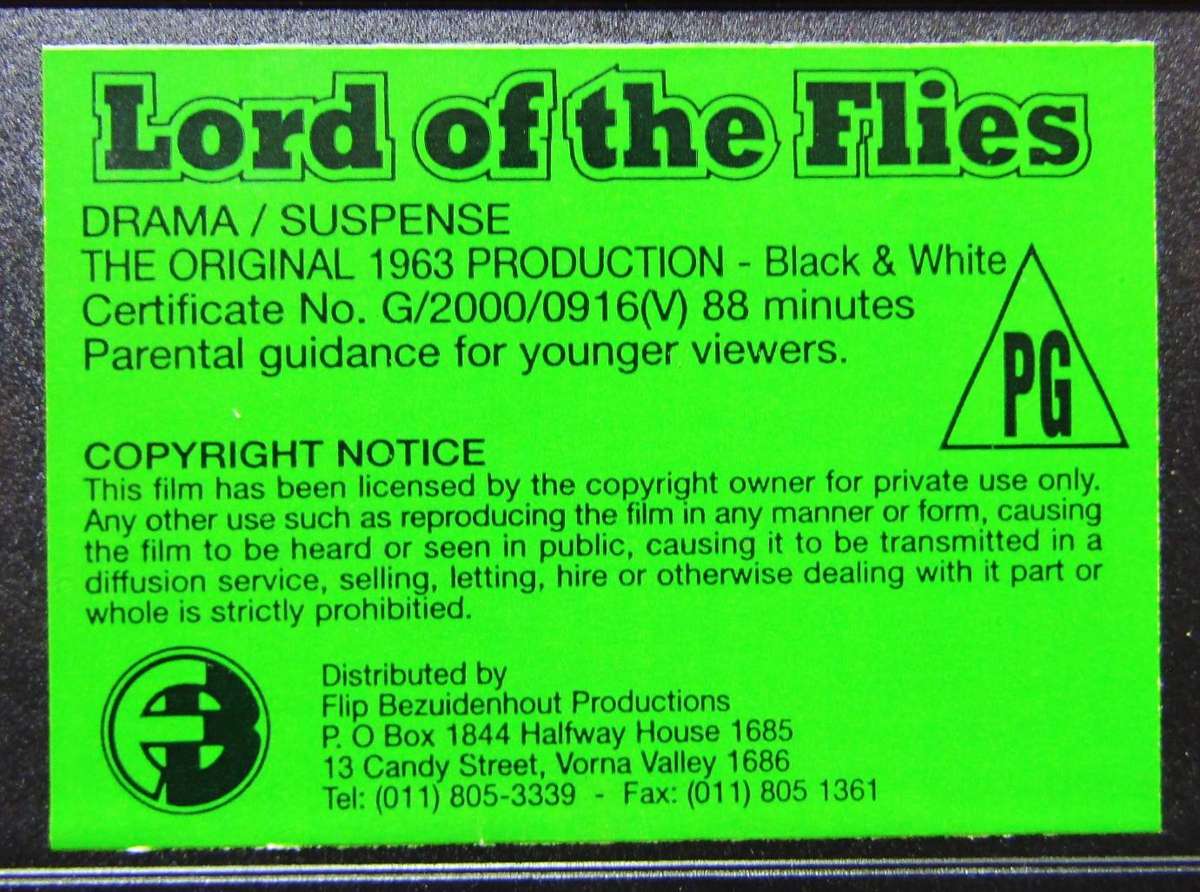 Lord of the Flies
DRAMA / SUSPENSE
THE ORIGINAL 1963 PRODUCTION - Black & White
Certificate No. G/2000/0916(V) 88 minutes
Parental guidance for younger viewers.
PG
COPYRIGHT NOTICE
This film has been licensed by the copyright owner for private use only.
Any other use such as reproducing the film in any manner or form, causing
the film to be heard or seen in public, causing it to be transmitted in a
diffusion service, selling, letting, hire or otherwise dealing with it part or
whole is strictly prohibitied.
Distributed by
Flip Bezuidenhout Productions
P. O Box 1844 Halfway House 1685
13 Candy Street, Vorna Valley 1686
Tel: (011) 805-3339 - Fax: (011) 805 1361